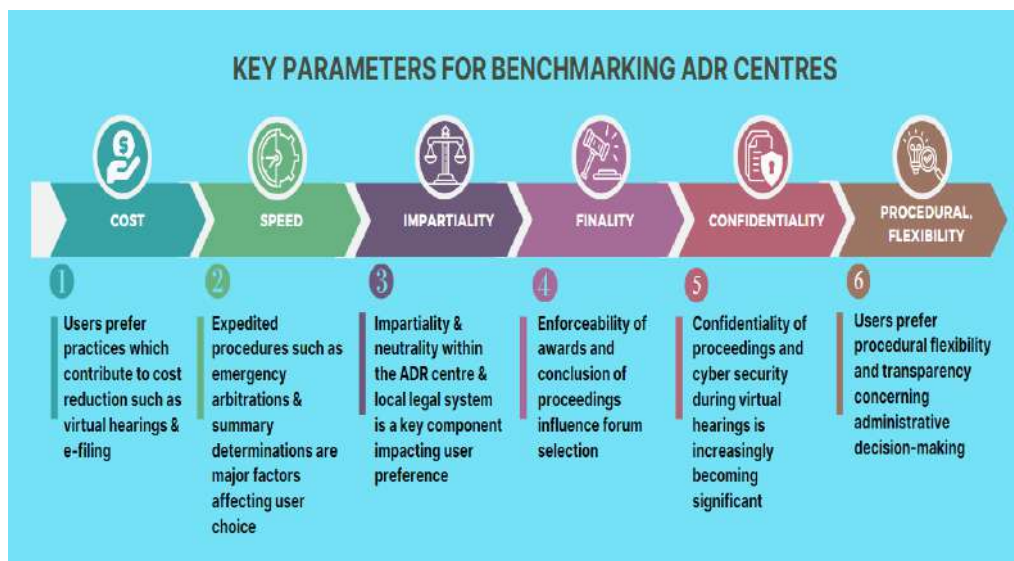 KEY PARAMETERS FOR BENCHMARKING ADR CENTRES
$
COST
SPEED
IMPARTIALITY
FINALITY
CONFIDENTIALITY
PROCEDURAL,
FLEXIBILITY
1
Users prefer
practices which
contribute to cost
reduction such as
virtual hearings &
e-filing
2
Expedited
procedures such as
emergency
arbitrations &
summary
determinations are
major factors
affecting user
choice
3
Impartiality &
neutrality within
the ADR centre &
local legal system
is a key component
impacting user
preference
4
Enforceability of
awards and
conclusion of
proceedings
influence forum
selection
5
Confidentiality of
proceedings and
cyber security
during virtual
hearings is
increasingly
becoming
significant
6
Users prefer
procedural flexibility
and transparency
concerning
administrative
decision-making